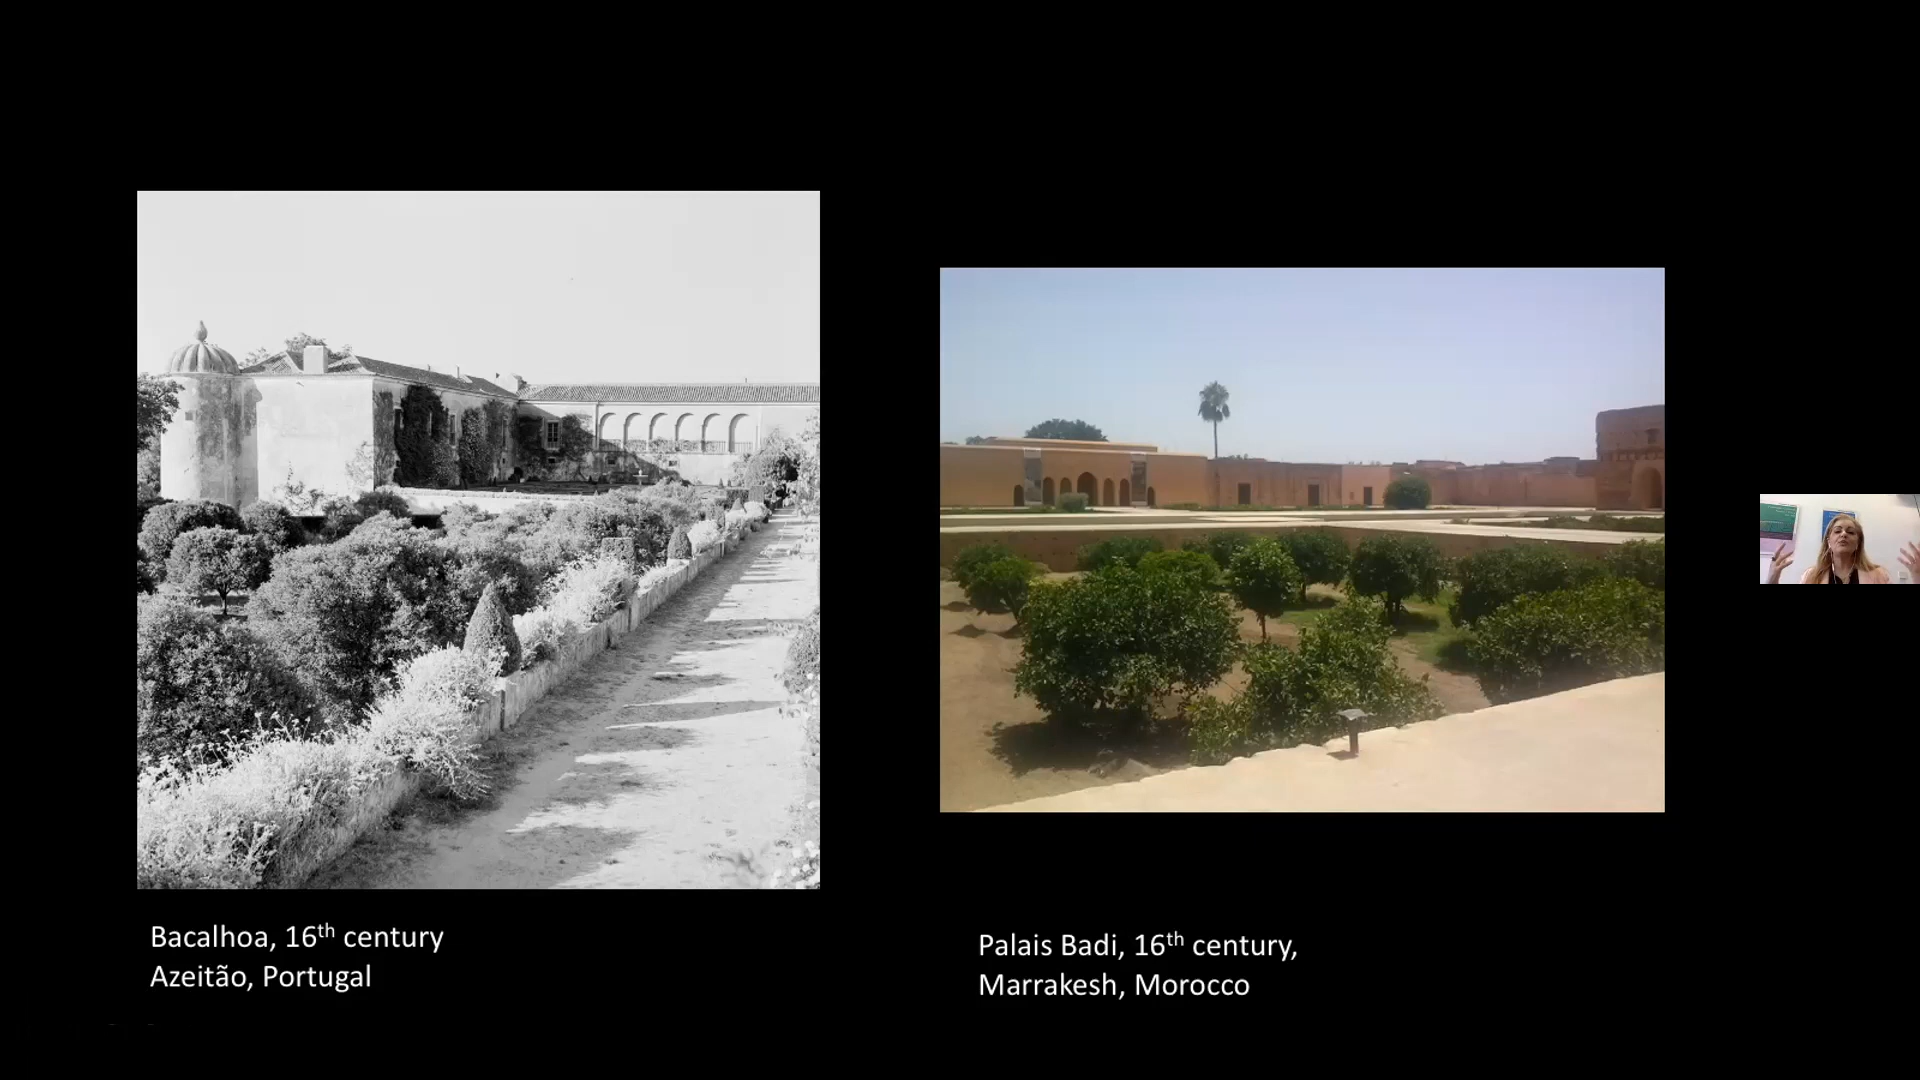 Bacalhoa, 16th century
Azeitão, Portugal
Palais Badi, 16th century,
Marrakesh, Morocco